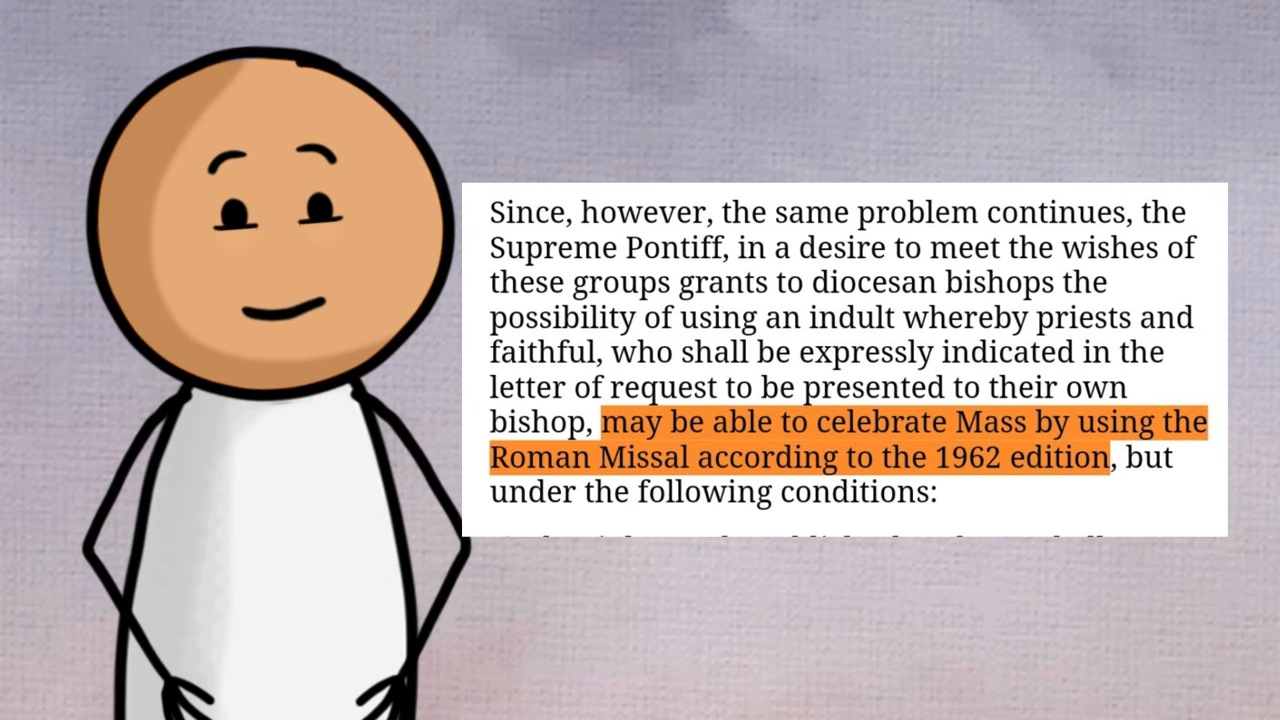 Since, however, the same problem continues, the
Supreme Pontiff, in a desire to meet the wishes of
these groups grants to diocesan bishops the
possibility of using an indult whereby priests and
faithful, who shall be expressly indicated in the
letter of request to be presented to their own
bishop, may be able to celebrate Mass by using the
Roman Missal according to the 1962 edition, but
under the following conditions: